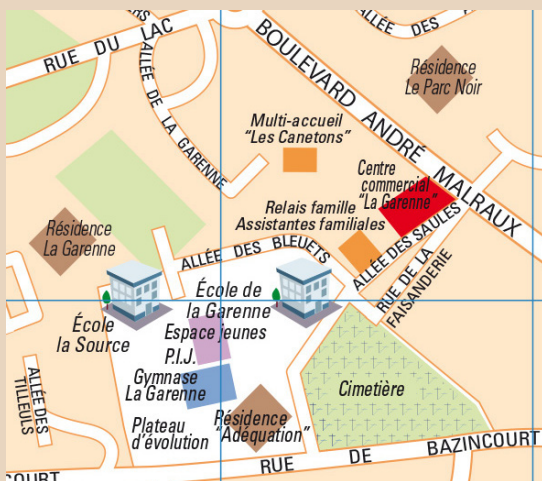 RUE DU LAC
ALLÉE DE LA GARENNE
BOULEVARD ANDRÉ MALRAUX
ALLÉE DES
Résidence
Le Parc Noir
Multi-accueil
"Les Canetons"
Centre
commercial
"La Garenne"
Relais famille
Assistantes familiales
ALLÉE DES SAULES
RUE DE LA
FAISANDERIE
Résidence
La Garenne
ALLÉE DES BLEUETS
École de
la Garenne
École
la Source
Espace jeunes
P.I.J.
Gymnase
La Garenne
Cimetière
ALLÉE DES
TILLEULS
Plateau
d'évolution
Résidence
"Adéquation"
COURT
RUE DE BAZINCOURT